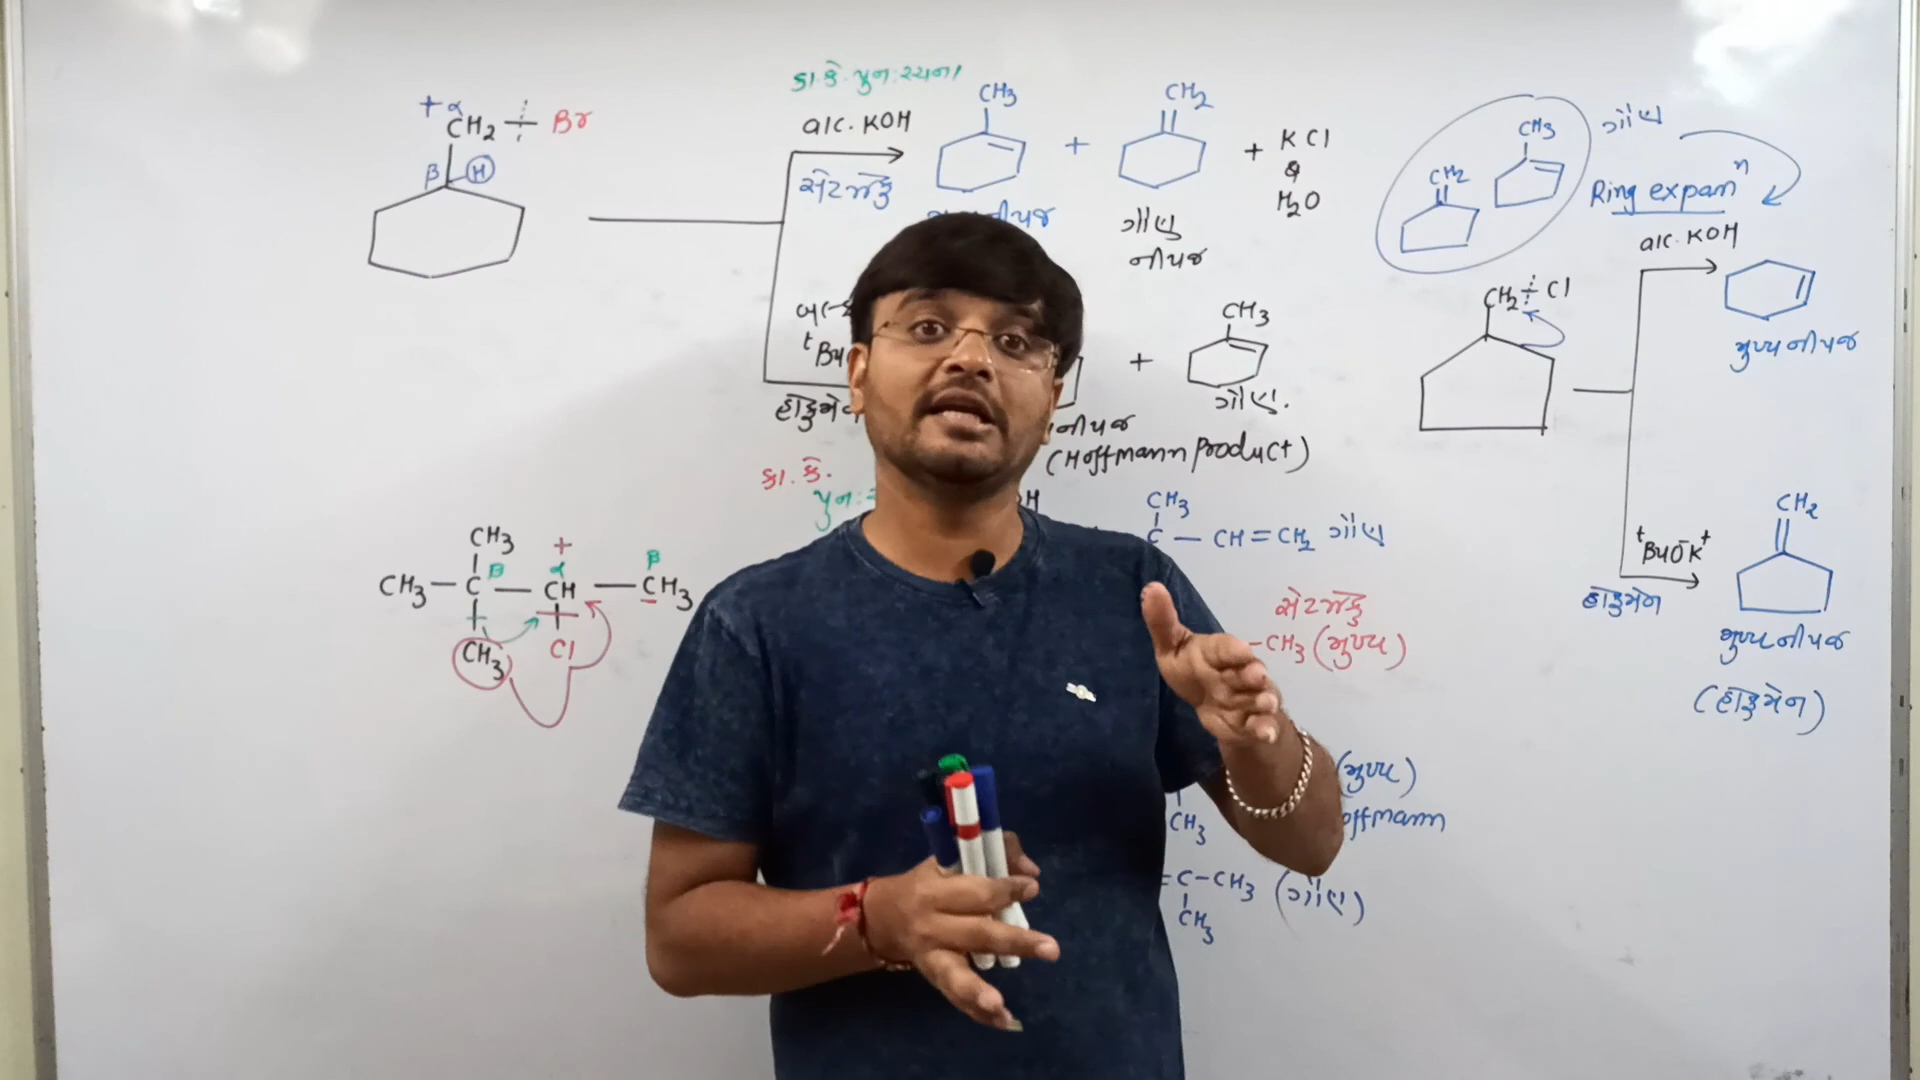 કા.કે.પુન:રચના
alc. KOH
સેટઝેફ
+ α
CH2 Br
β H
CH3
+
CH2
+ KCl
&
H2O
ગૌણ
નીપજ
tBu
+
CH3
ગૌણ.
નીપજ
(Hoffmann Product)
કા.કે.
CH3
CH3 — C — CH — CH3
β α β
+
CH3 Cl
CH3
C — CH = CH2 ગૌણ
સેટઝેફ
-CH3 (મુખ્ય)
(મુખ્ય)
CH3
offmann
= C - CH3 (ગૌણ)
CH3
CH2
CH3
ગૌણ
Ring expann
CH2 Cl
alc. KOH
મુખ્ય નીપજ
tBuO-K+
હાફમેન
CH2
મુખ્ય નીપજ
(હાફમેન)